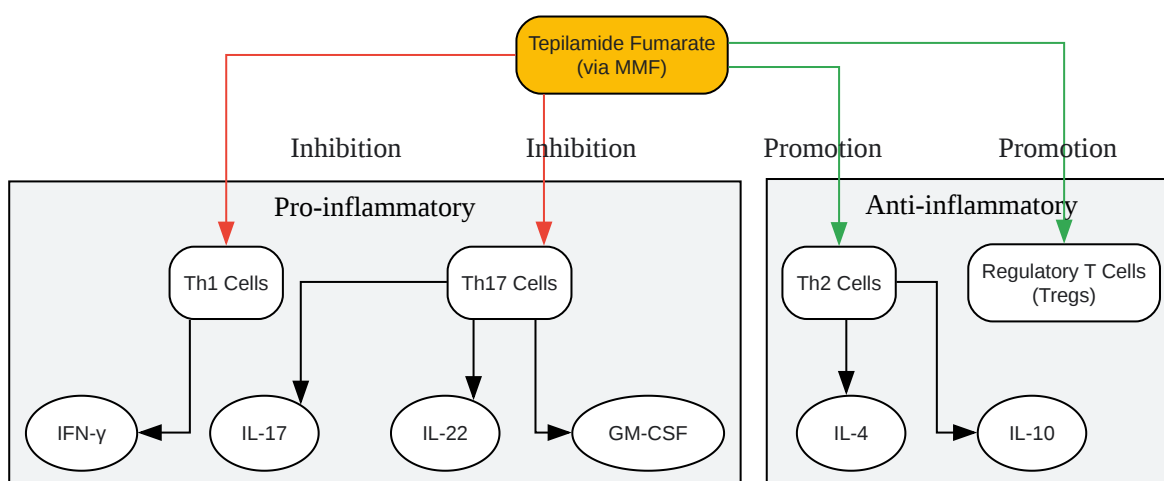 Tepilamide Fumarate
(via MMF)
Inhibition
Inhibition
Promotion
Promotion
Pro-inflammatory
Anti-inflammatory
Th1 Cells
Th17 Cells
Th2 Cells
Regulatory T Cells
(Tregs)
IFN-γ
IL-17
IL-22
GM-CSF
IL-4
IL-10